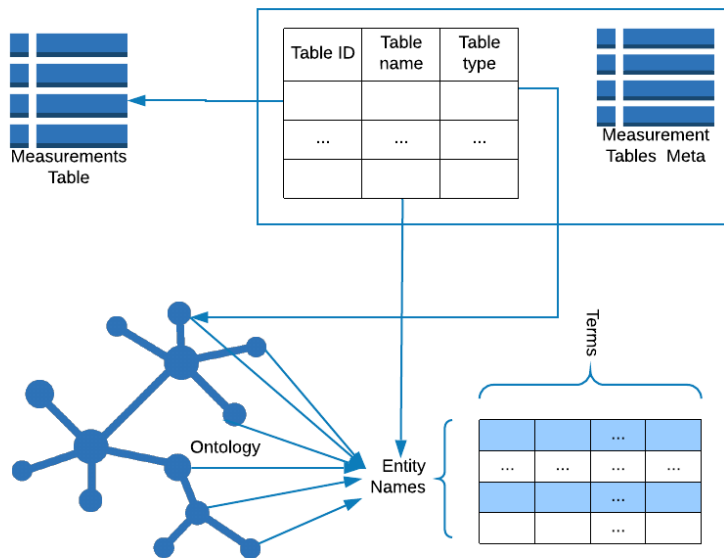 Table ID
Table
name
Table
type
...
...
...
Measurements
Table
Measurement
Tables Meta
Terms
Ontology
Entity
Names
...
...
...
...
...
...
...